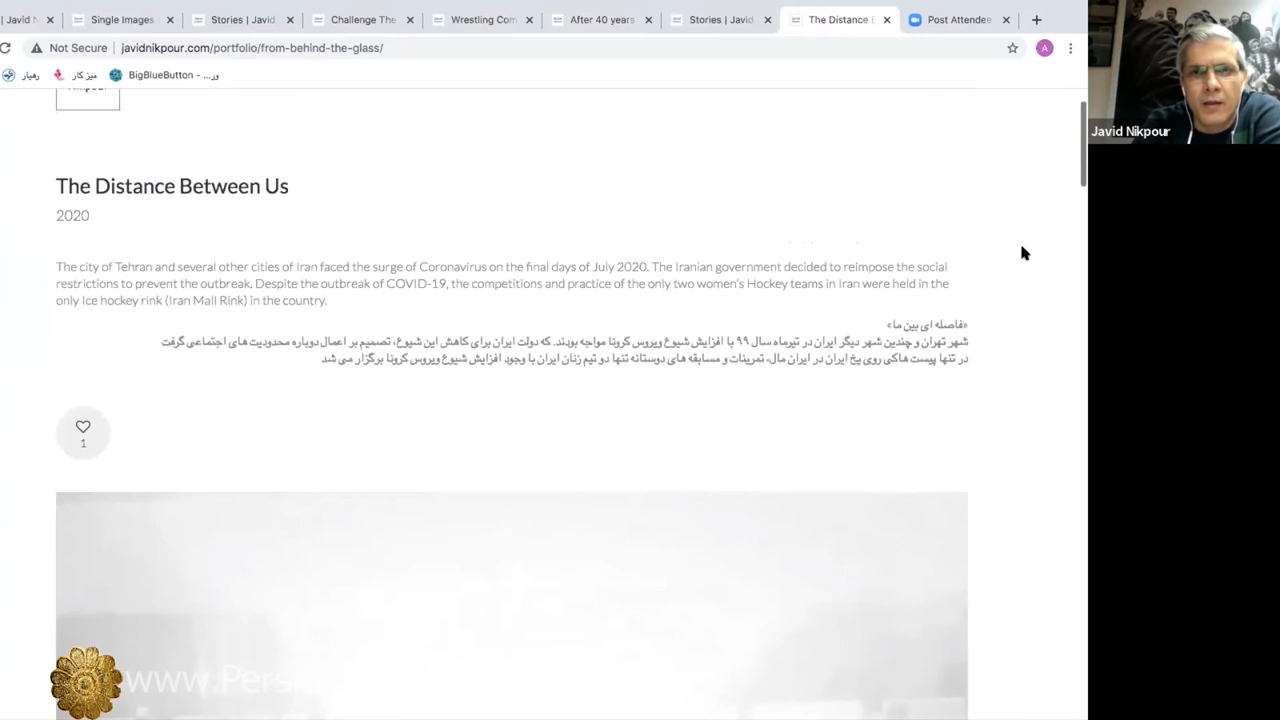 | Javid N
Single Images
Stories | Javid
Challenge The
Wrestling Com
After 40 years
Stories | Javid
The Distance B
Post Attendee
Not Secure
javidnikpour.com/portfolio/from-behind-the-glass/
A
رهیار
میز کار
BigBlueButton - ور...
Javid Nikpour
The Distance Between Us
2020
The city of Tehran and several other cities of Iran faced the surge of Coronavirus on the final days of July 2020. The Iranian government decided to reimpose the social
restrictions to prevent the outbreak. Despite the outbreak of COVID-19, the competitions and practice of the only two women's Hockey teams in Iran were held in the
only Ice hockey rink (Iran Mall Rink) in the country.
«فاصله ای بین ما»
شهر تهران و چندین شهر دیگر ایران در تیرماه سال ۹۹ با افزایش شیوع ویروس کرونا مواجه بودند. که دولت ایران برای کاهش این شیوع، تصمیم بر اعمال دوباره محدودیت های اجتماعی گرفت
در تنها پیست هاکی روی یخ ایران در ایران مال، تمرینات و مسابقه های دوستانه تنها دو تیم زنان ایران با وجود افزایش شیوع ویروس کرونا برگزار می شد
1
www.Pers